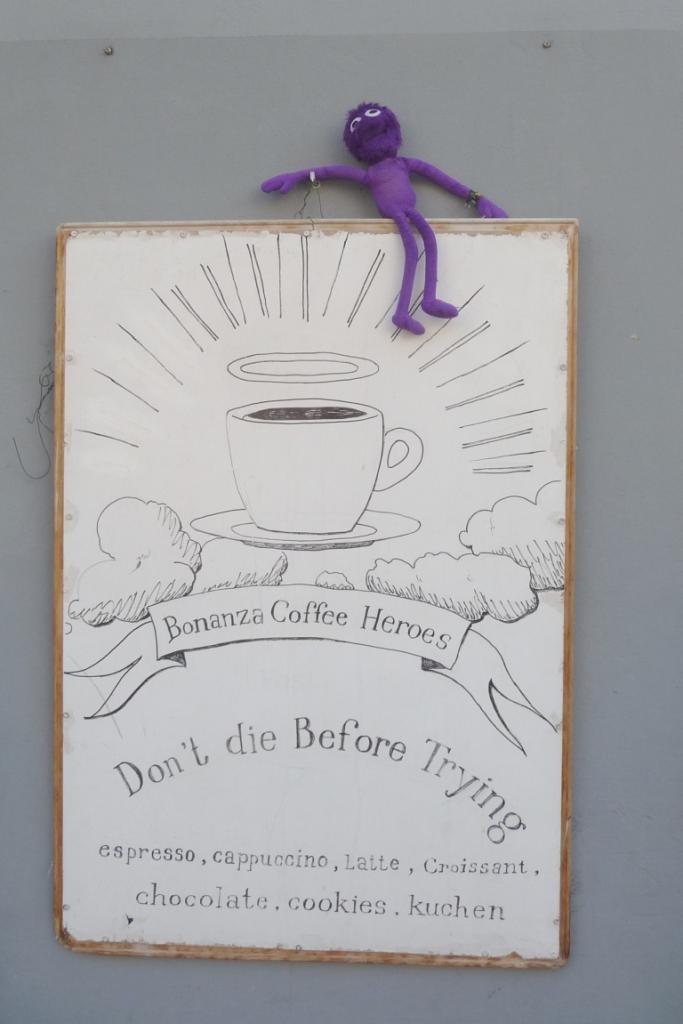 Bonanza Coffee Heroes
Don't die Before Trying
espresso, cappuccino, Latte, Croissant,
chocolate. cookies. kuchen